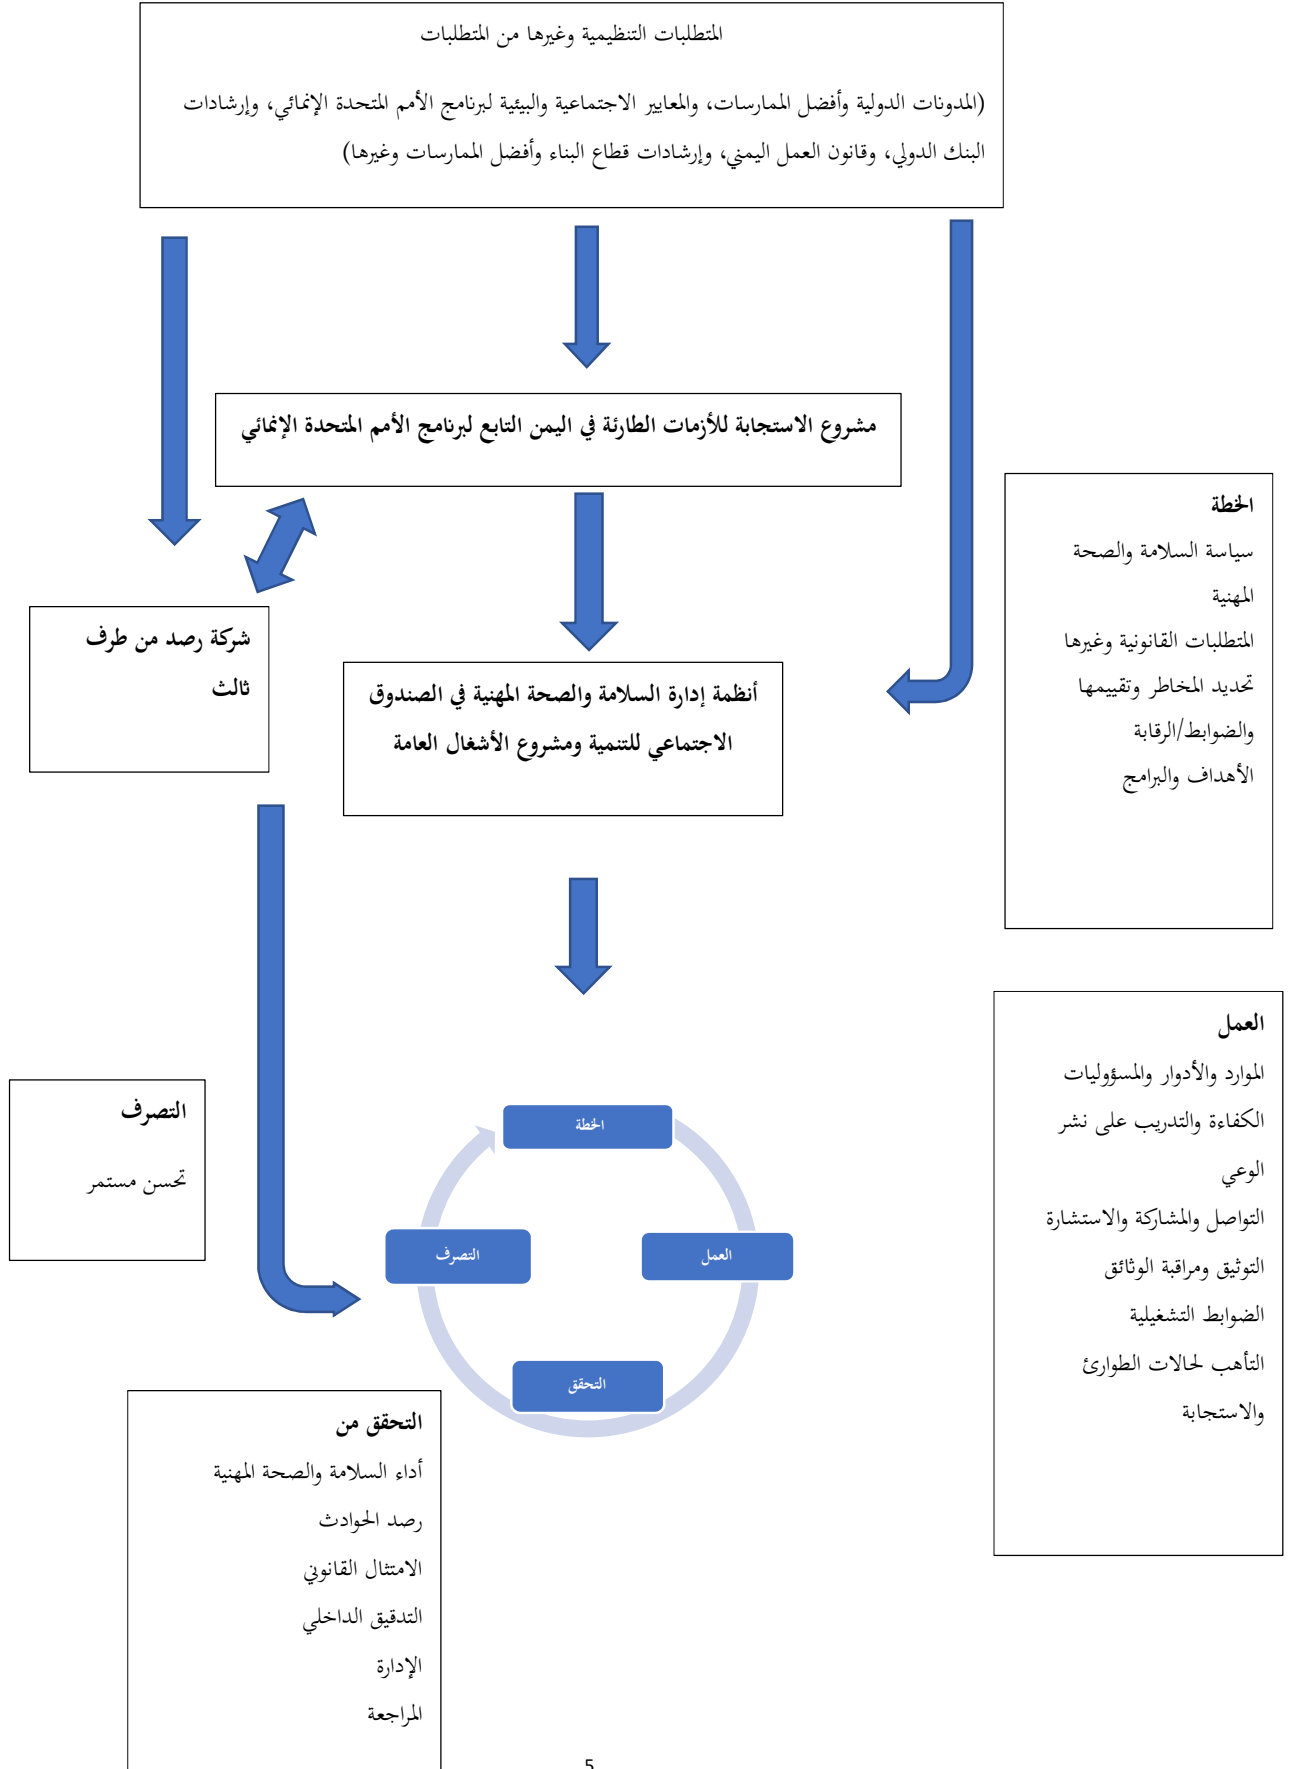 المتطلبات التنظيمية وغيرها من المتطلبات
(المدونات الدولية وأفضل الممارسات، والمعايير الاجتماعية والبيئية لبرنامج الأمم المتحدة الإنمائي، وإرشادات
البنك الدولي، وقانون العمل اليمني، وإرشادات قطاع البناء وأفضل الممارسات وغيرها)
مشروع الاستجابة للأزمات الطارئة في اليمن التابع لبرنامج الأمم المتحدة الإنمائي
الخطة
سياسة السلامة والصحة
المهنية
المتطلبات القانونية وغيرها
تحديد المخاطر وتقييمها
والضوابط/الرقابة
الأهداف والبرامج
شركة رصد من طرف
ثالث
أنظمة إدارة السلامة والصحة المهنية في الصندوق
الاجتماعي للتنمية ومشروع الأشغال العامة
العمل
الموارد والأدوار والمسؤوليات
الكفاءة والتدريب على نشر
الوعي
التواصل والمشاركة والاستشارة
التوثيق ومراقبة الوثائق
الضوابط التشغيلية
التأهب لحالات الطوارئ
والاستجابة
التصرف
تحسن مستمر
الخطة
العمل
التصرف
التحقق
التحقق من
أداء السلامة والصحة المهنية
رصد الحوادث
الامتثال القانوني
التدقيق الداخلي
الإدارة
المراجعة
5